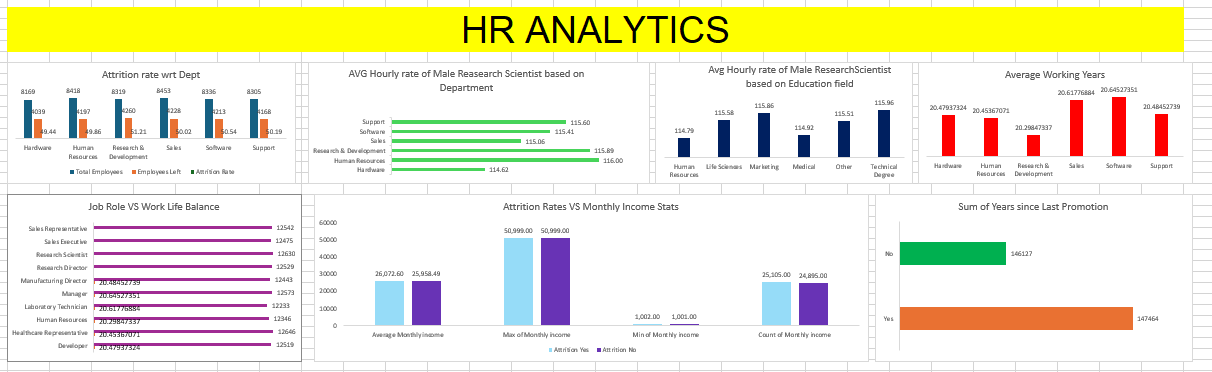 HR ANALYTICS
Attrition rate wrt Dept
8169 8418 8319 8453 8336 8305
4039 4197 4260 4228 4213 4168
49.44 49.86 51.21 50.02 50.54 50.19
Hardware Human Resources Research & Development Sales Software Support
Total Employees Employees Left Attrition Rate
AVG Hourly rate of Male Reasearch Scientist based on
Department
Support 115.60
Software 115.41
Sales 115.06
Research & Development 115.89
Human Resources 116.00
Hardware 114.62
Avg Hourly rate of Male ResearchScientist
based on Education field
114.79 115.58 115.86 114.92 115.51 115.96
Human Resources Life Sciences Marketing Medical Other Technical Degree
Average Working Years
20.47937324 20.45367071 20.29847337 20.61776884 20.64527351 20.48452739
Hardware Human Resources Research & Development Sales Software Support
Job Role VS Work Life Balance
Sales Representative 12542
Sales Executive 12475
Research Scientist 12630
Research Director 12529
Manufacturing Director 12443
20.48452739
Manager 12573
20.64527351
Laboratory Technician 12233
20.61776884
Human Resources 12346
20.29847337
Healthcare Representative 12646
20.45367071
Developer 12519
20.47937324
Attrition Rates VS Monthly Income Stats
60000
50000
40000
30000
20000
10000
0
26,072.60 25,958.49 50,999.00 50,999.00 1,002.00 1,001.00 25,105.00 24,895.00
Average Monthly Income Max of Monthly Income Min of Monthly Income Count of Monthly Income
Attrition Yes Attrition No
Sum of Years since Last Promotion
No 146127
Yes 147464